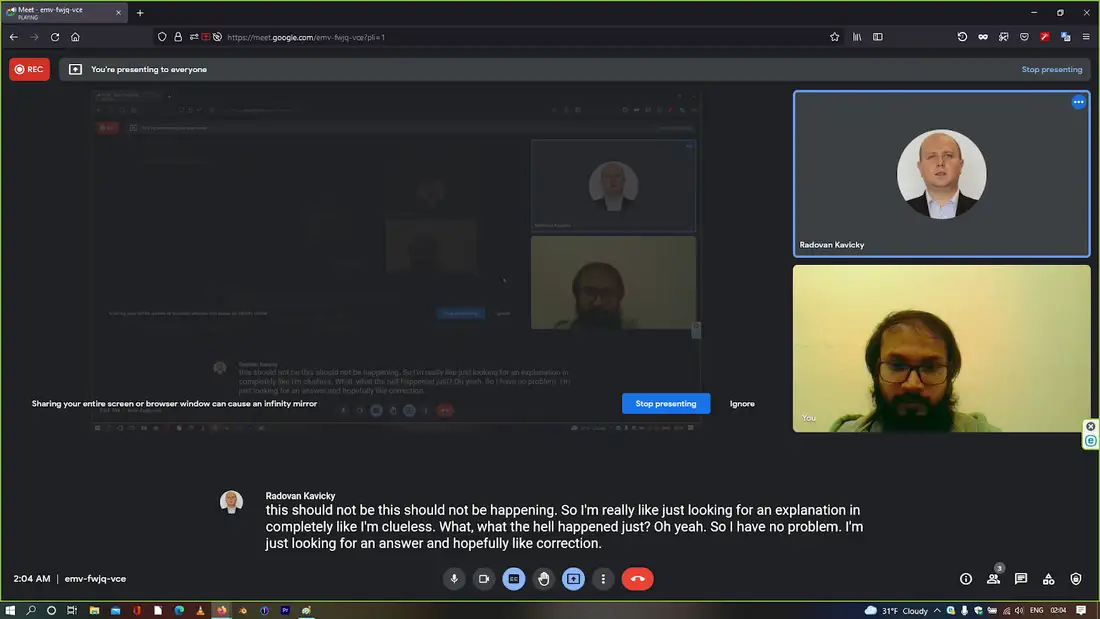 Meet - emv-fwjq-vce
PLAYING
https://meet.google.com/emv-fwjq-vce?pli=1
REC
You're presenting to everyone
Stop presenting
Radovan Kavicky
You
Sharing your entire screen or browser window can cause an infinity mirror
Stop presenting
Ignore
Radovan Kavicky
this should not be this should not be happening. So I'm really like just looking for an explanation in
completely like I'm clueless. What, what the hell happened just? Oh yeah. So I have no problem. I'm
just looking for an answer and hopefully like correction.
2:04 AM | emv-fwjq-vce
3
31°F Cloudy
ENG
02:04